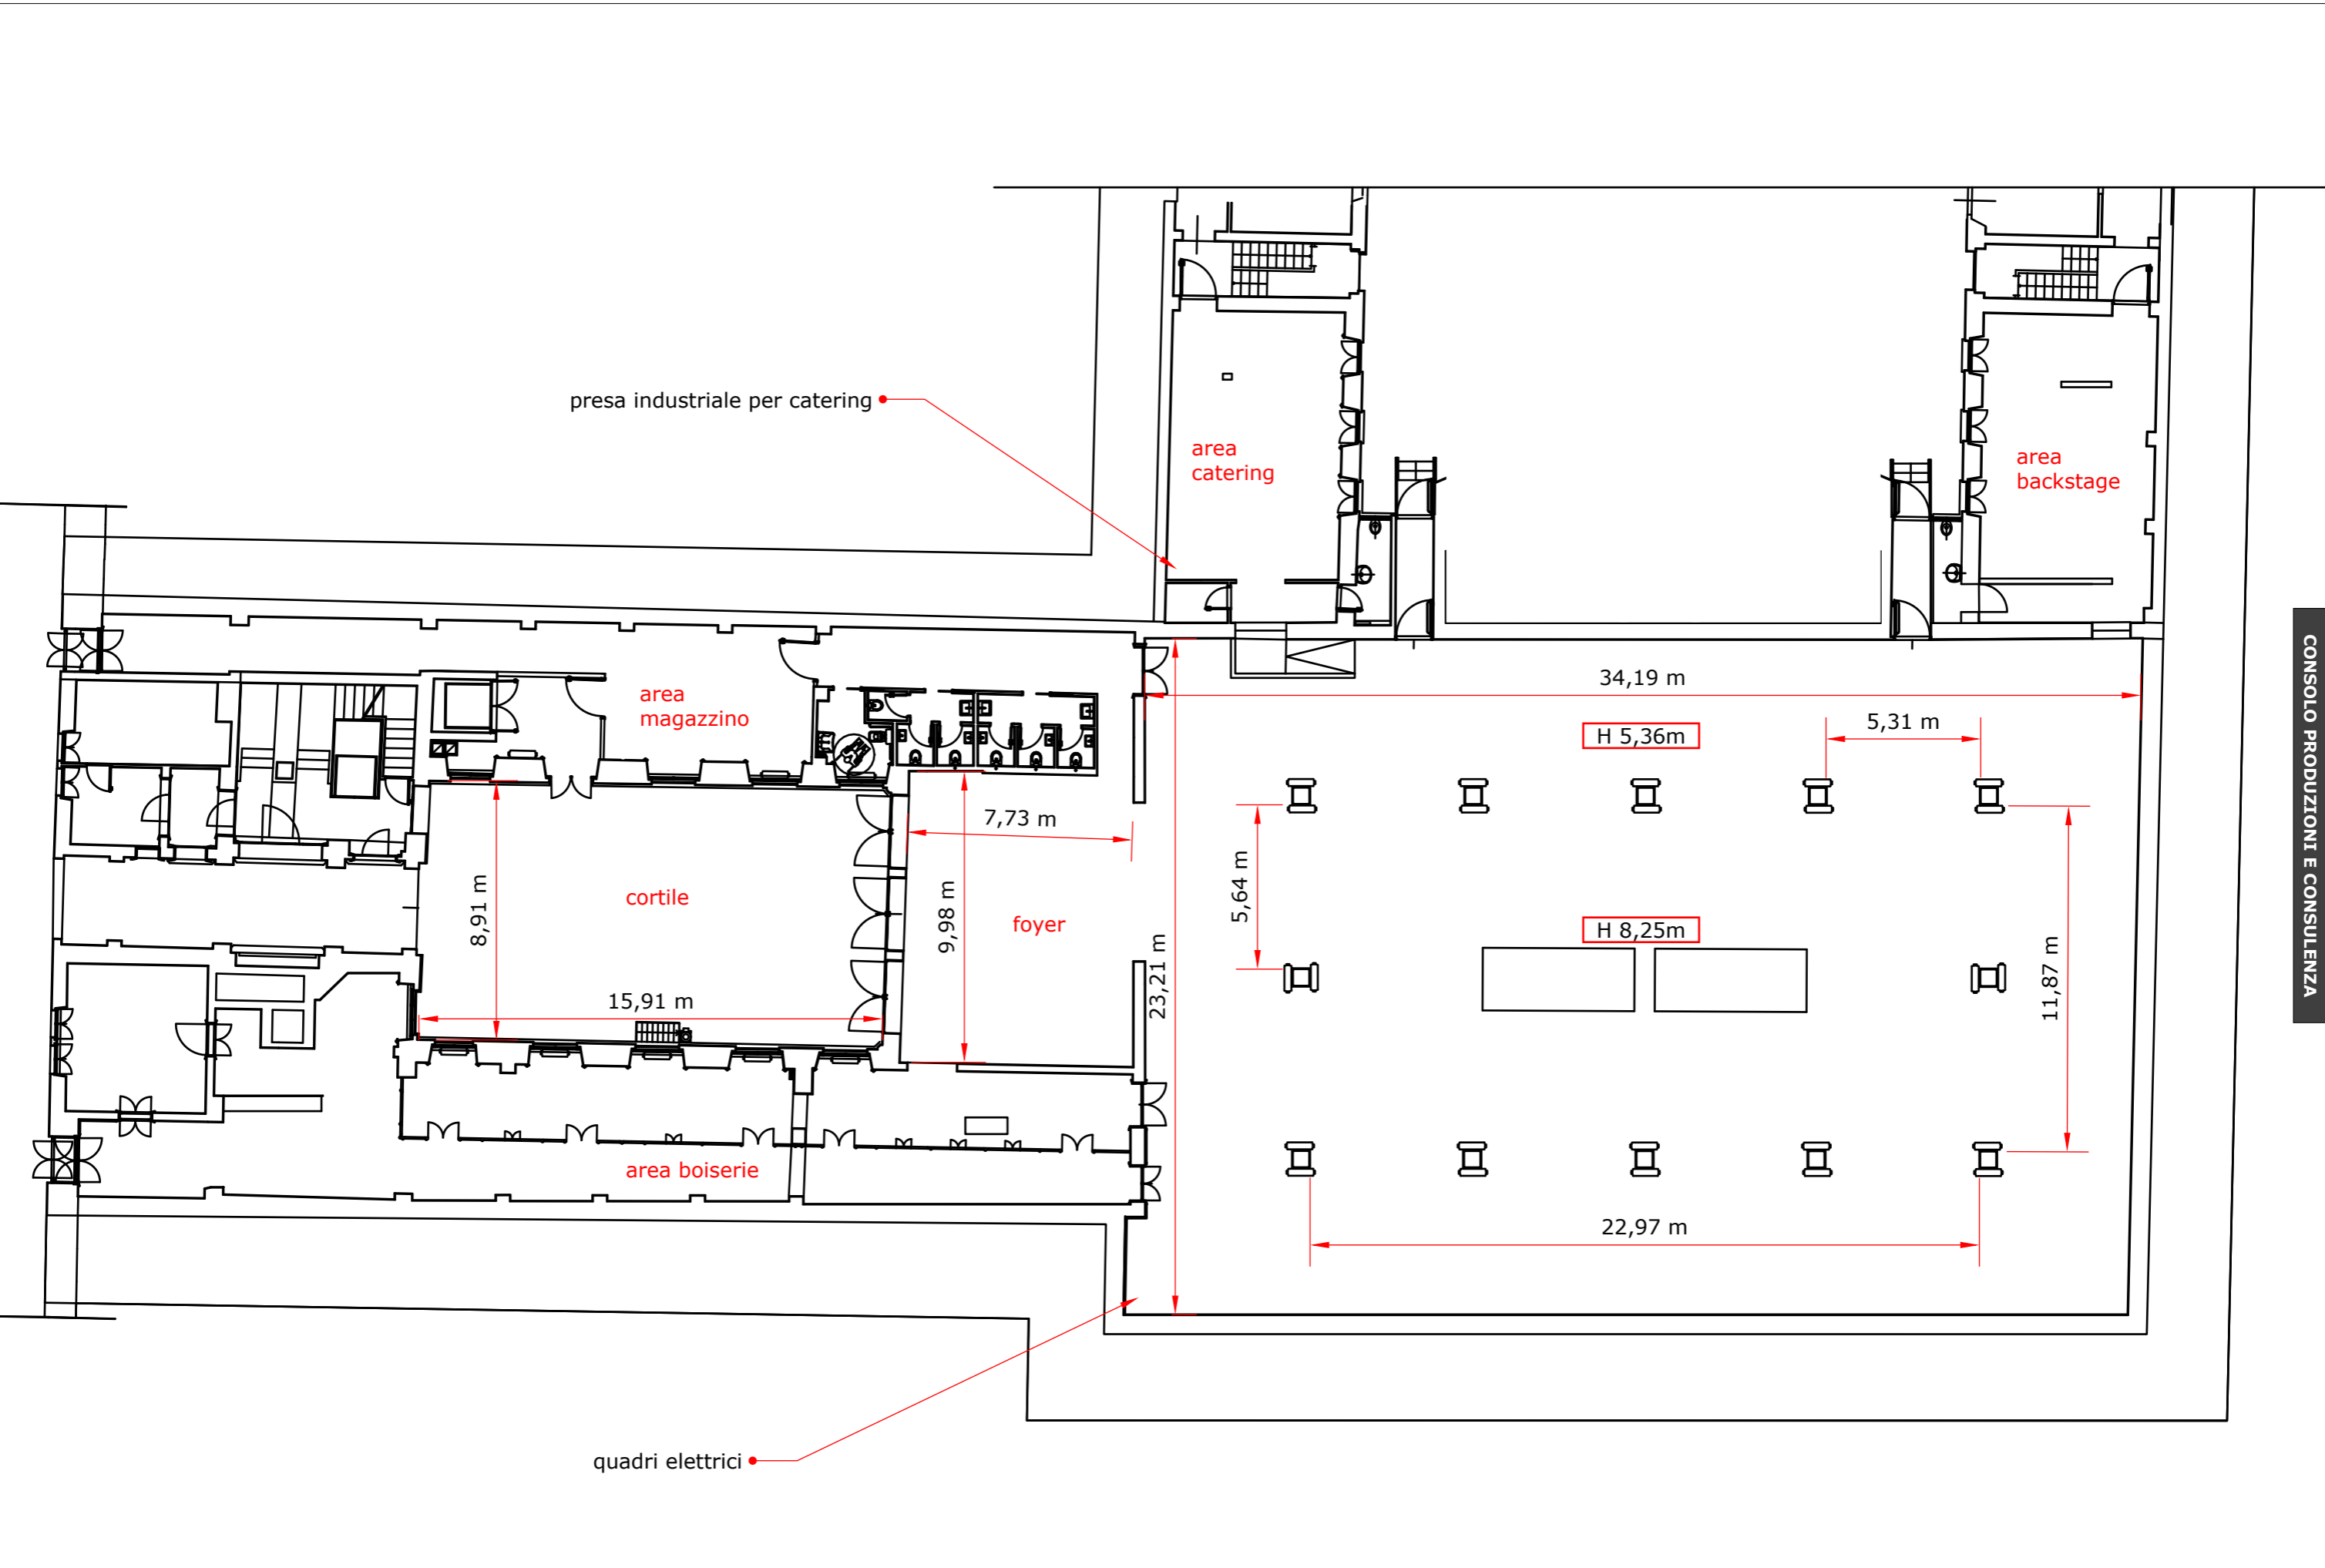 presa industriale per catering
area
catering
area
backstage
34,19 m
area
magazzino
H 5,36m
5,31 m
7,73 m
5,64 m
8,91 m
cortile
9,98 m
foyer
H 8,25m
23,21 m
11,87 m
15,91 m
area boiserie
22,97 m
quadri elettrici
CONSOLO PRODUZIONI E CONSULENZA